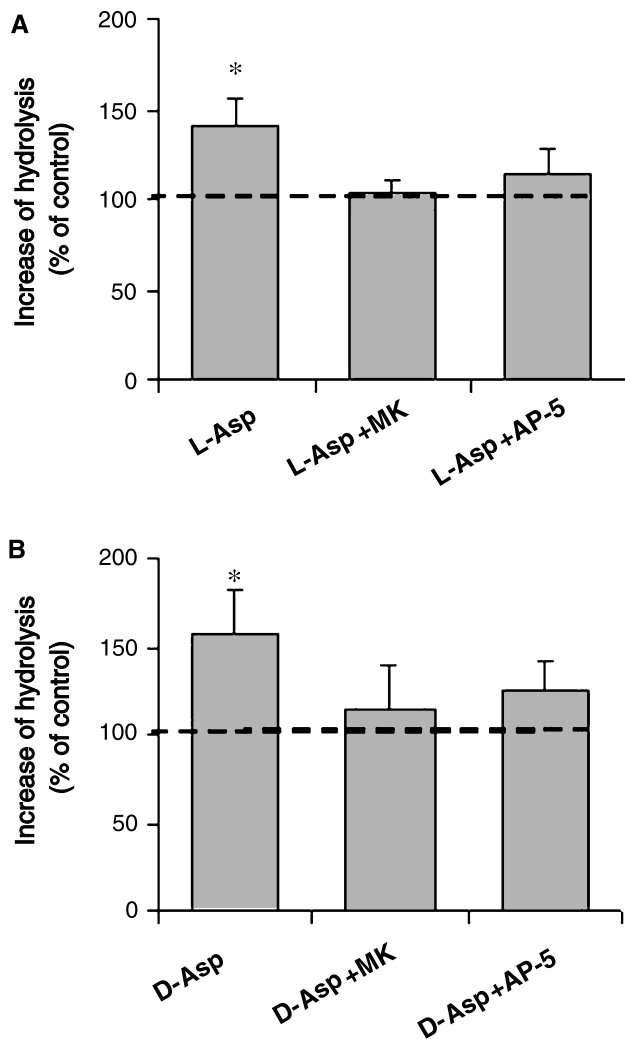 A
Increase of hydrolysis
(% of control)
200
150
100
50
0
*
L-Asp
L-Asp+MK
L-Asp+AP-5
B
Increase of hydrolysis
(% of control)
200
150
100
50
0
*
D-Asp
D-Asp+MK
D-Asp+AP-5